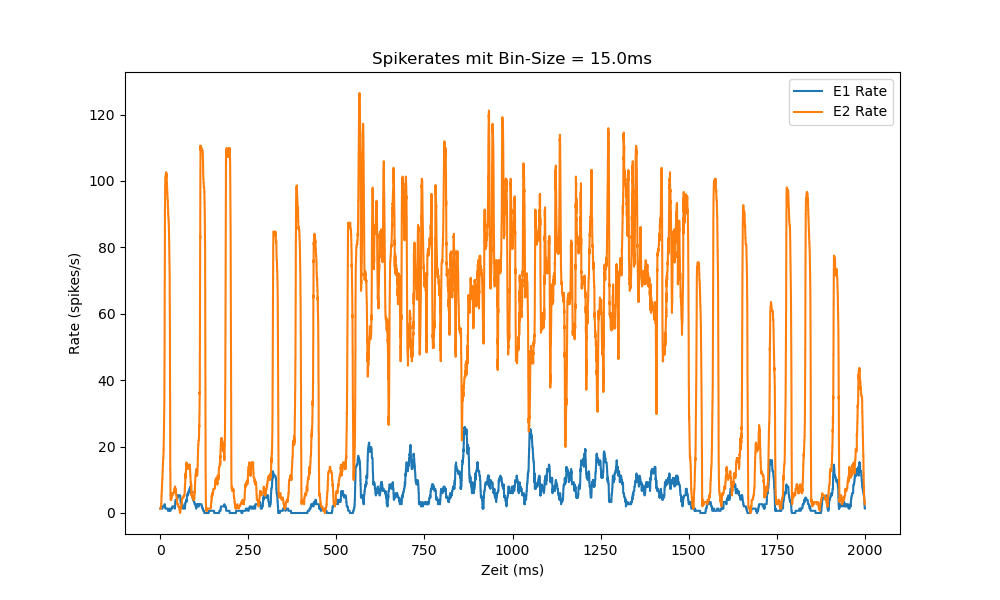 Spikerates mit Bin-Size = 15.0ms
E1 Rate
E2 Rate
120
100
80
60
40
20
0
Rate (spikes/s)
0 250 500 750 1000 1250 1500 1750 2000
Zeit (ms)